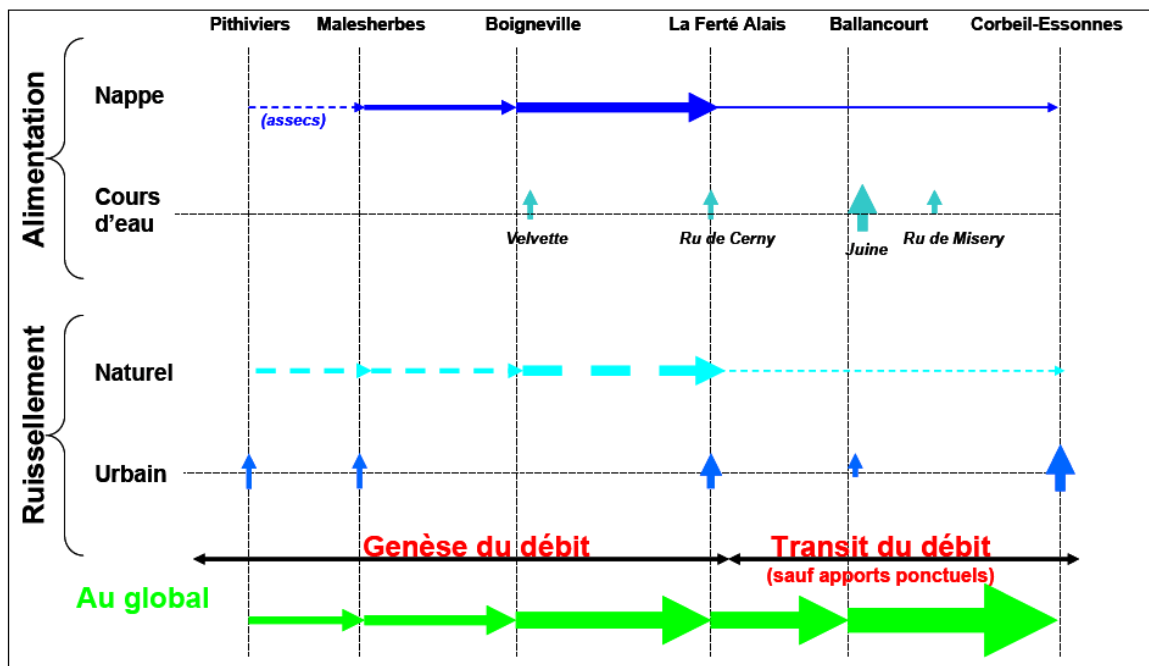 Pithiviers Malesherbes Boigneville La Ferté Alais Ballancourt Corbeil-Essonnes
Alimentation
Nappe
(assecs)
Cours
d'eau
Velvette Ru de Cerny Juine Ru de Misery
Ruissellement
Naturel
Urbain
Genèse du débit Transit du débit
(sauf apports ponctuels)
Au global